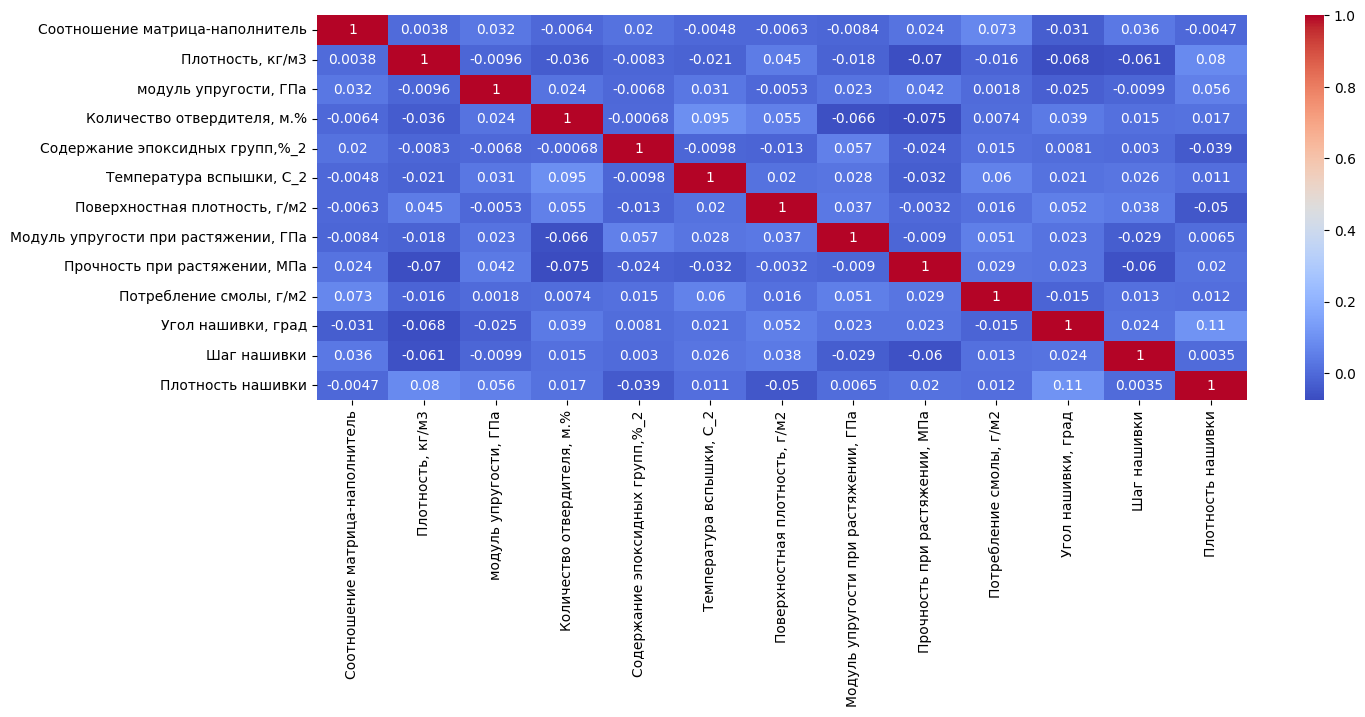 Соотношение матрица-наполнитель 1 0.0038 0.032 -0.0064 0.02 -0.0048 -0.0063 -0.0084 0.024 0.073 -0.031 0.036 -0.0047
Плотность, кг/м3 0.0038 1 -0.0096 -0.036 -0.0083 -0.021 0.045 -0.018 -0.07 -0.016 -0.068 -0.061 0.08
модуль упругости, ГПа 0.032 -0.0096 1 0.024 -0.0068 0.031 -0.0053 0.023 0.042 0.0018 -0.025 -0.0099 0.056
Количество отвердителя, м.% -0.0064 -0.036 0.024 1 -0.00068 0.095 0.055 -0.066 -0.075 0.0074 0.039 0.015 0.017
Содержание эпоксидных групп,%_2 0.02 -0.0083 -0.0068 -0.00068 1 -0.0098 -0.013 0.057 -0.024 0.015 0.0081 0.003 -0.039
Температура вспышки, С_2 -0.0048 -0.021 0.031 0.095 -0.0098 1 0.02 0.028 -0.032 0.06 0.021 0.026 0.011
Поверхностная плотность, г/м2 -0.0063 0.045 -0.0053 0.055 -0.013 0.02 1 0.037 -0.0032 0.016 0.052 0.038 -0.05
Модуль упругости при растяжении, ГПа -0.0084 -0.018 0.023 -0.066 0.057 0.028 0.037 1 -0.009 0.051 0.023 -0.029 0.0065
Прочность при растяжении, МПа 0.024 -0.07 0.042 -0.075 -0.024 -0.032 -0.0032 -0.009 1 0.029 0.023 -0.06 0.02
Потребление смолы, г/м2 0.073 -0.016 0.0018 0.0074 0.015 0.06 0.016 0.051 0.029 1 -0.015 0.013 0.012
Угол нашивки, град -0.031 -0.068 -0.025 0.039 0.0081 0.021 0.052 0.023 0.023 -0.015 1 0.024 0.11
Шаг нашивки 0.036 -0.061 -0.0099 0.015 0.003 0.026 0.038 -0.029 -0.06 0.013 0.024 1 0.0035
Плотность нашивки -0.0047 0.08 0.056 0.017 -0.039 0.011 -0.05 0.0065 0.02 0.012 0.11 0.0035 1
Соотношение матрица-наполнитель
Плотность, кг/м3
модуль упругости, ГПа
Количество отвердителя, м.%
Содержание эпоксидных групп,%_2
Температура вспышки, С_2
Поверхностная плотность, г/м2
Модуль упругости при растяжении, ГПа
Прочность при растяжении, МПа
Потребление смолы, г/м2
Угол нашивки, град
Шаг нашивки
Плотность нашивки
1.0
0.8
0.6
0.4
0.2
0.0